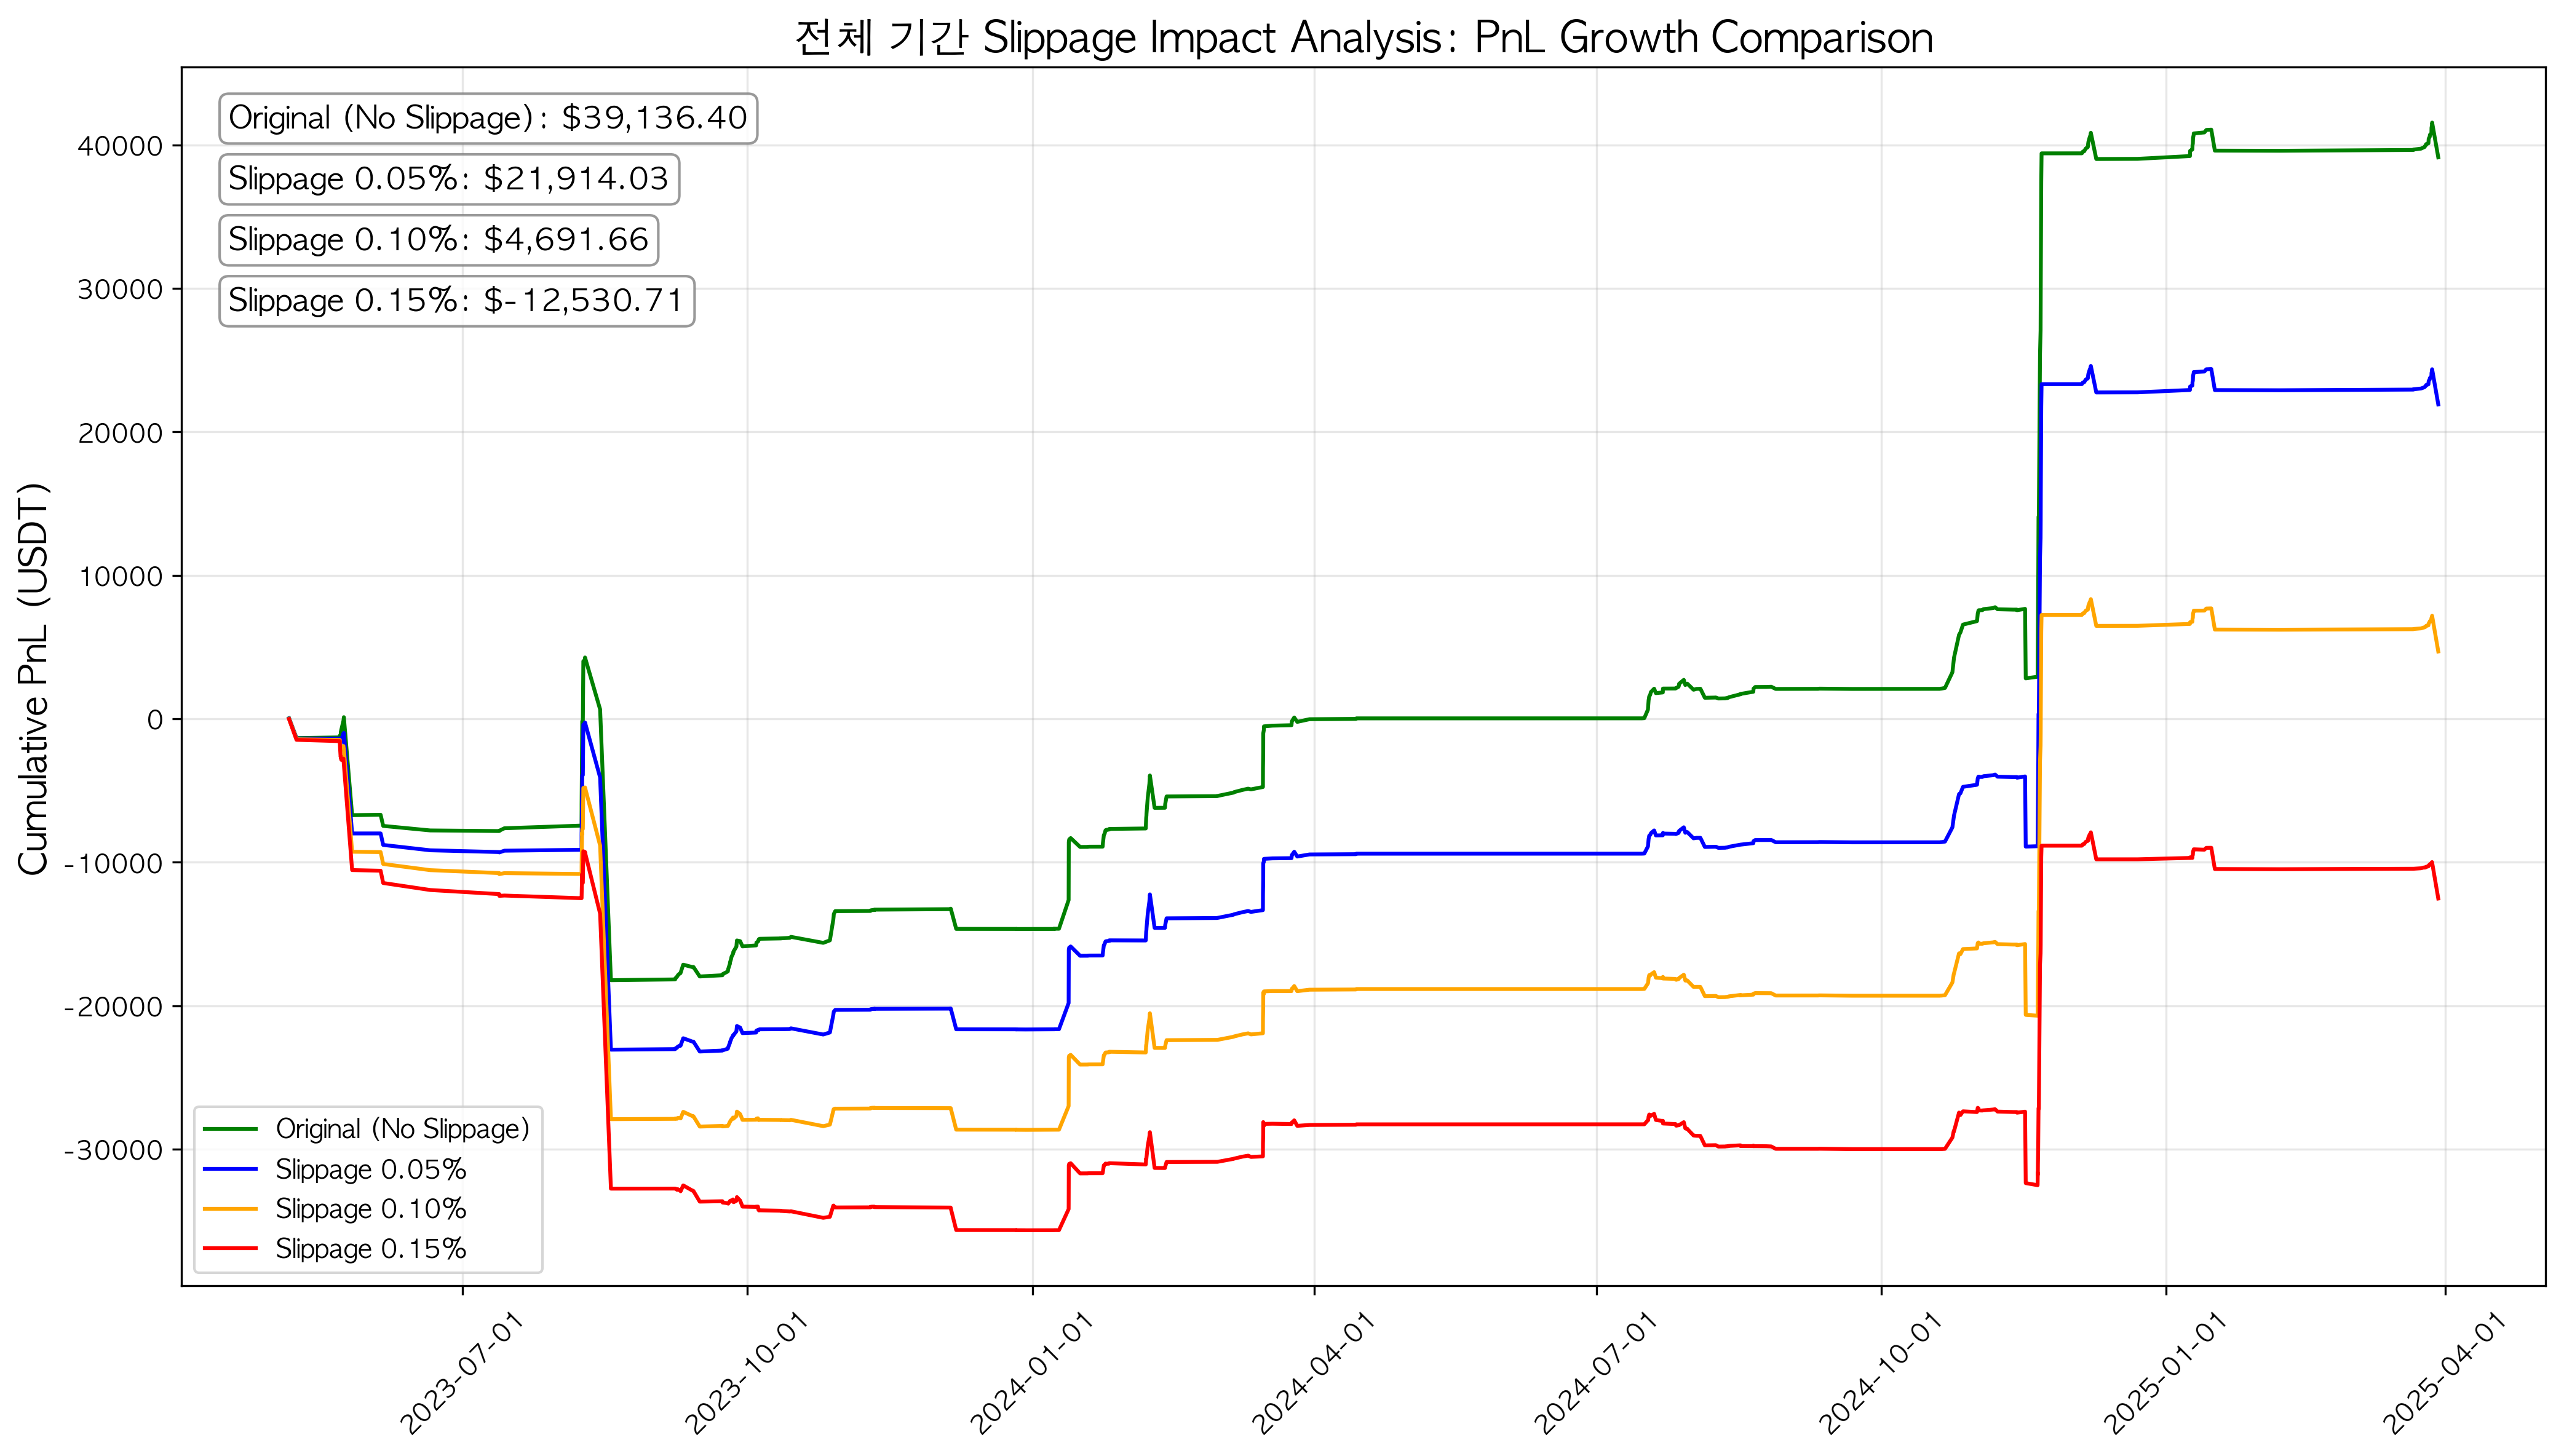 전체 기간 Slippage Impact Analysis: PnL Growth Comparison
Original (No Slippage): $39,136.40
Slippage 0.05%: $21,914.03
Slippage 0.10%: $4,691.66
Slippage 0.15%: $-12,530.71
Cumulative PnL (USDT)
40000
30000
20000
10000
0
-10000
-20000
-30000
Original (No Slippage)
Slippage 0.05%
Slippage 0.10%
Slippage 0.15%
2023-07-01
2023-10-01
2024-01-01
2024-04-01
2024-07-01
2024-10-01
2025-01-01
2025-04-01